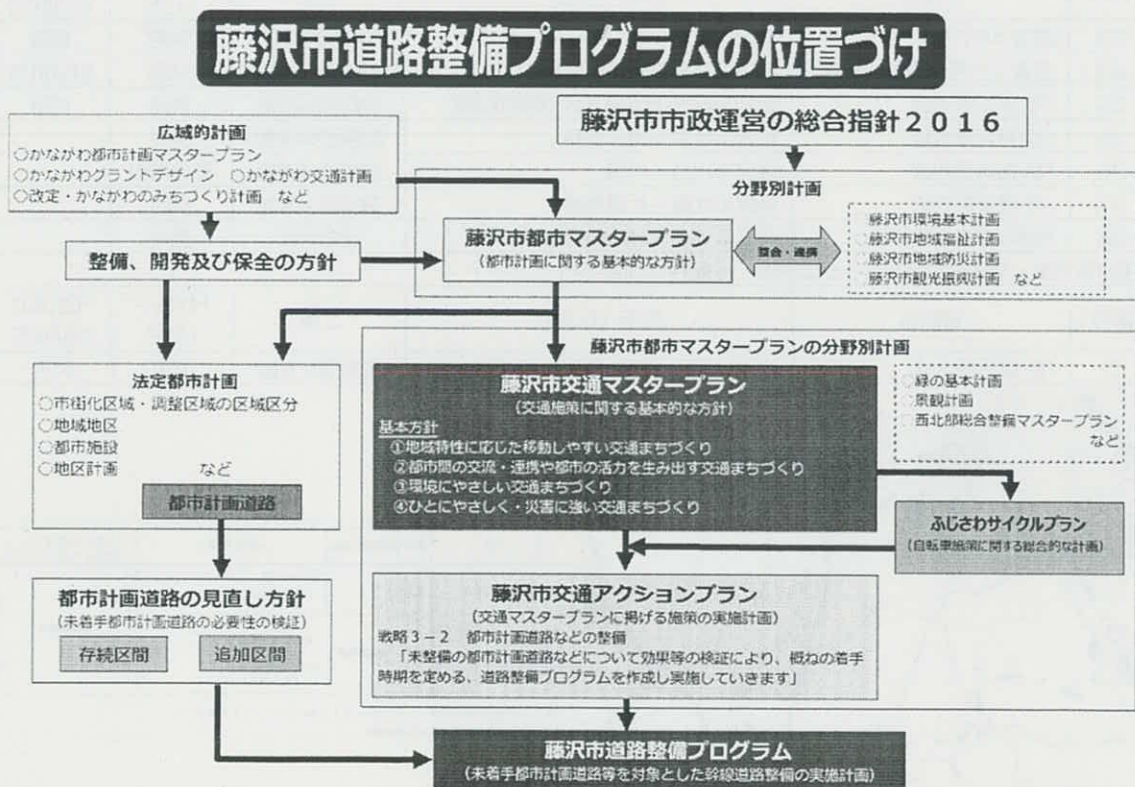 藤沢市道路整備プログラムの位置づけ
藤沢市市政運営の総合指針2016
広域的計画
○かながわ都市計画マスタープラン
○かながわグラントデザイン ○かながわ交通計画
○改定・かながわのみちづくり計画 など
分野別計画
整備、開発及び保全の方針
藤沢市都市マスタープラン
(都市計画に関する基本的な方針)
整合・連携
藤沢市環境基本計画
○藤沢市地域福祉計画
○藤沢市地域防災計画
○藤沢市観光振興計画 など
藤沢市都市マスタープランの分野別計画
法定都市計画
○市街化区域・調整区域の区域区分
○地域地区
○都市施設
○地区計画 など
都市計画道路
藤沢市交通マスタープラン
(交通施策に関する基本的な方針)
基本方針
①地域特性に応じた移動しやすい交通まちづくり
②都市間の交流・連携や都市の活力を生み出す交通まちづくり
③環境にやさしい交通まちづくり
④ひとにやさしく・災害に強い交通まちづくり
○緑の基本計画
○景観計画
○西北部総合整備マスタープラン
など
ふじさわサイクルプラン
(自転車施策に関する総合的な計画)
都市計画道路の見直し方針
(未着手都市計画道路の必要性の検証)
存続区間
追加区間
藤沢市交通アクションプラン
(交通マスタープランに掲げる施策の実施計画)
戦略3-2 都市計画道路などの整備
「未整備の都市計画道路などについて効果等の検証により、概ねの着手
時期を定める、道路整備プログラムを作成し実施していきます」
藤沢市道路整備プログラム
(未着手都市計画道路等を対象とした幹線道路整備の実施計画)